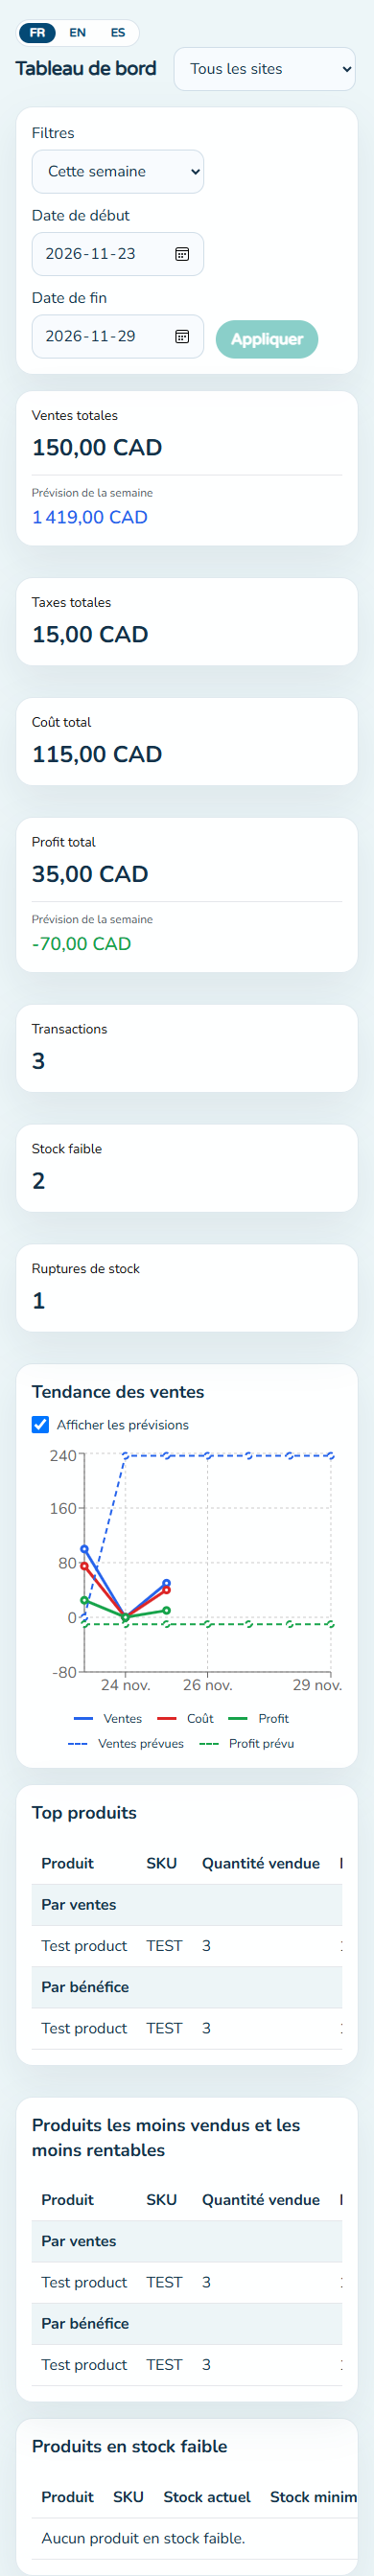 FR EN ES
Tableau de bord Tous les sites
Filtres
Cette semaine
Date de début
2026-11-23
Date de fin
2026-11-29 Appliquer
Ventes totales
150,00 CAD
Prévision de la semaine
1 419,00 CAD
Taxes totales
15,00 CAD
Coût total
115,00 CAD
Profit total
35,00 CAD
Prévision de la semaine
-70,00 CAD
Transactions
3
Stock faible
2
Ruptures de stock
1
Tendance des ventes
Afficher les prévisions
240
160
80
0
-80
24 nov. 26 nov. 29 nov.
Ventes Coût Profit
Ventes prévues Profit prévu
Top produits
Produit SKU Quantité vendue
Par ventes
Test product TEST 3
Par bénéfice
Test product TEST 3
Produits les moins vendus et les
moins rentables
Produit SKU Quantité vendue
Par ventes
Test product TEST 3
Par bénéfice
Test product TEST 3
Produits en stock faible
Produit SKU Stock actuel Stock minim
Aucun produit en stock faible.